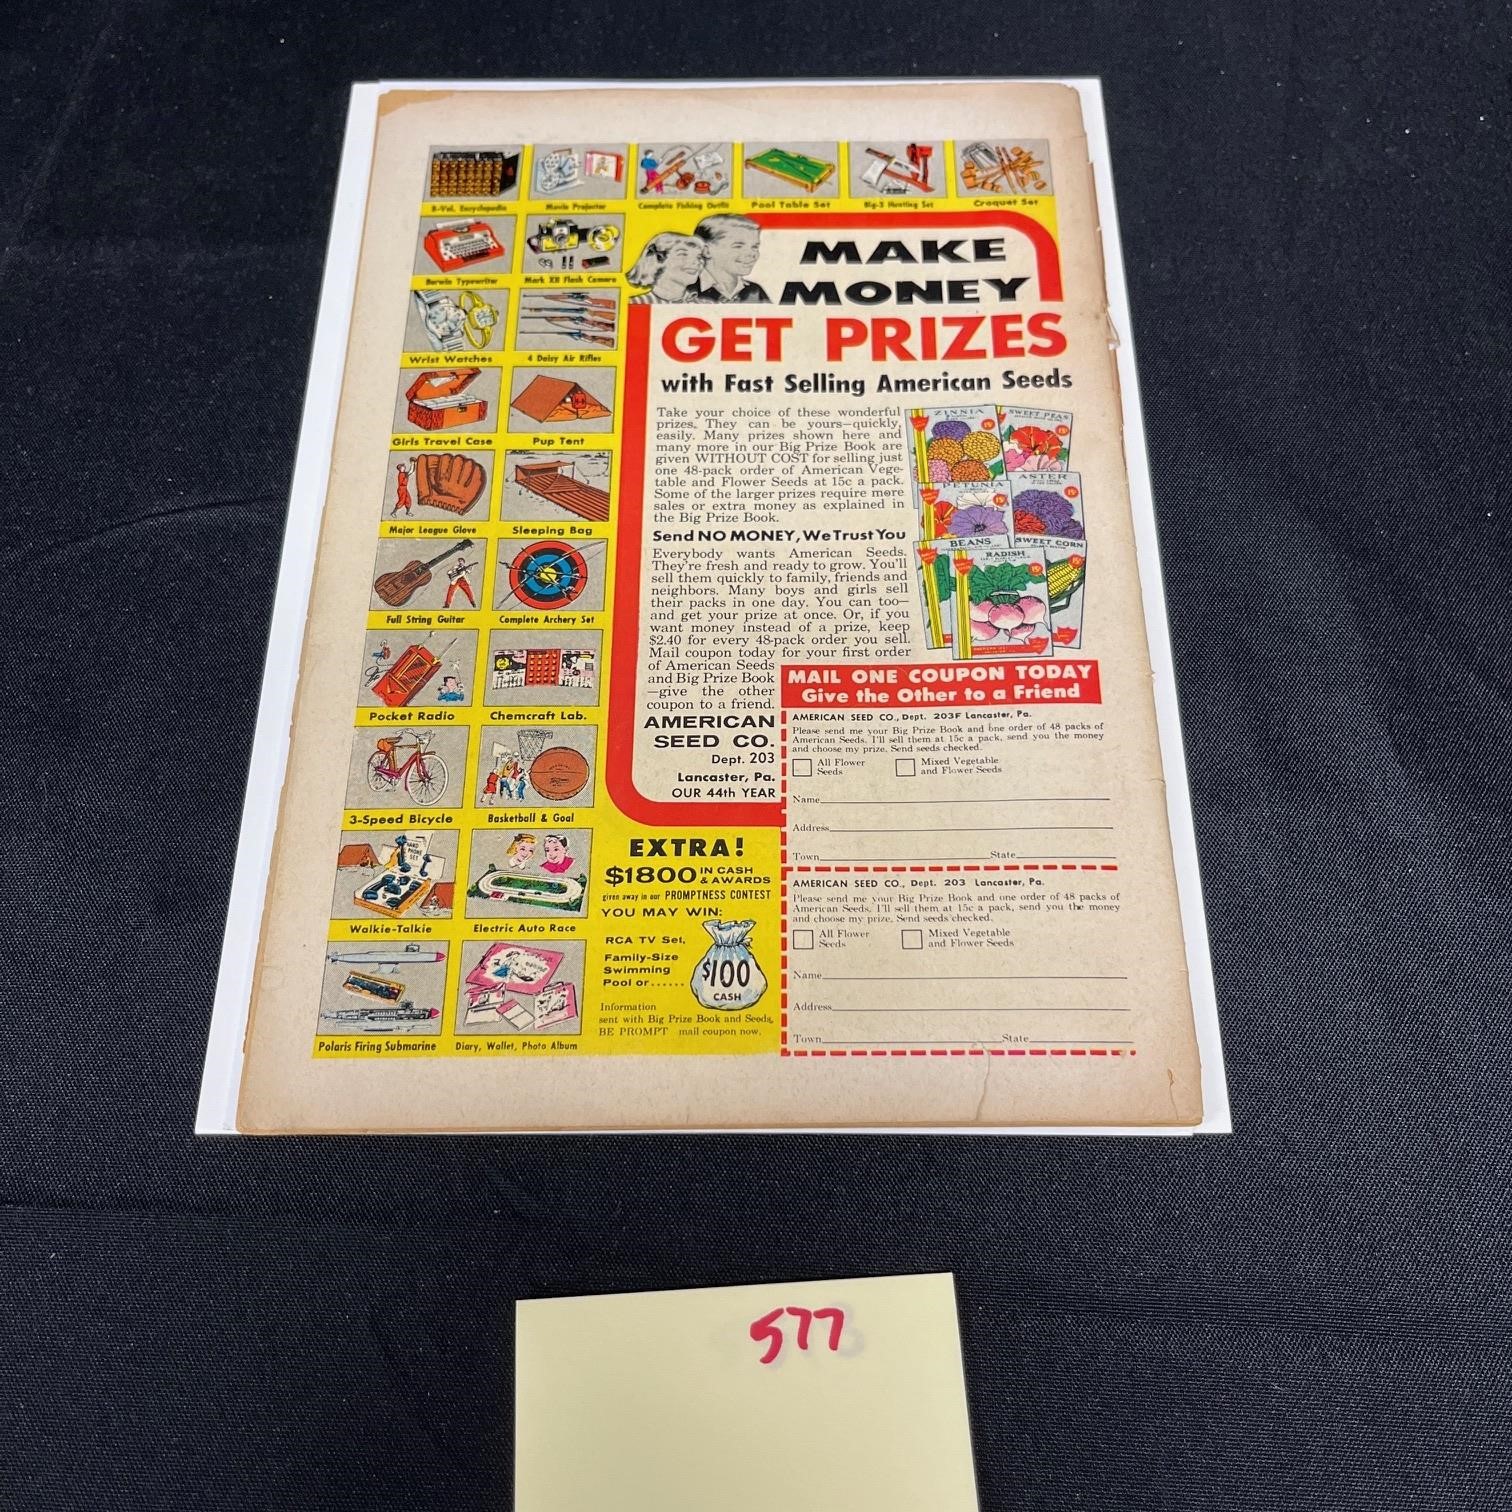 8-Vol. Encyclopedia
Movie Projector
Complete Fishing Outfit
Pool Table Set
Big-3 Hunting Set
Croquet Set
Berwin Typewriter
Mark XII Flash Camera
Wrist Watches
4 Daisy Air Rifles
Girls Travel Case
Pup Tent
Major League Glove
Sleeping Bag
Full String Guitar
Complete Archery Set
Pocket Radio
Chemcraft Lab.
3-Speed Bicycle
Basketball & Goal
HAND
PHONE
SET
Walkie-Talkie
Electric Auto Race
Polaris Firing Submarine
Diary, Wallet, Photo Album
MAKE
MONEY
GET PRIZES
with Fast Selling American Seeds
Take your choice of these wonderful
prizes. They can be yours—quickly,
easily. Many prizes shown here and
many more in our Big Prize Book are
given WITHOUT COST for selling just
one 48-pack order of American Vege-
table and Flower Seeds at 15c a pack.
Some of the larger prizes require more
sales or extra money as explained in
the Big Prize Book.
Send NO MONEY, We Trust You
Everybody wants American Seeds.
They're fresh and ready to grow. You'll
sell them quickly to family, friends and
neighbors. Many boys and girls sell
their packs in one day. You can too—
and get your prize at once. Or, if you
want money instead of a prize, keep
$2.40 for every 48-pack order you sell.
Mail coupon today for your first order
of American Seeds
and Big Prize Book
—give the other
coupon to a friend.
AMERICAN
SEED CO.
Dept. 203
Lancaster, Pa.
OUR 44th YEAR
ZINNIA
15¢
SWEET PEAS
15¢
PETUNIA
15¢
ASTER
15¢
BEANS
SWEET CORN
15¢
RADISH
15¢
MAIL ONE COUPON TODAY
Give the Other to a Friend
AMERICAN SEED CO., Dept. 203F Lancaster, Pa.
Please send me your Big Prize Book and one order of 48 packs of
American Seeds. I'll sell them at 15c a pack, send you the money
and choose my prize. Send seeds checked.
All Flower
Seeds
Mixed Vegetable
and Flower Seeds
Name
Address
Town State
AMERICAN SEED CO., Dept. 203 Lancaster, Pa.
Please send me your Big Prize Book and one order of 48 packs of
American Seeds. I'll sell them at 15c a pack, send you the money
and choose my prize. Send seeds checked.
All Flower
Seeds
Mixed Vegetable
and Flower Seeds
Name
Address
Town State
EXTRA!
$1800 IN CASH
& AWARDS
given away in our PROMPTNESS CONTEST
YOU MAY WIN:
RCA TV Set,
Family-Size
Swimming
Pool or......
$100
CASH
Information
sent with Big Prize Book and Seeds,
BE PROMPT mail coupon now.
577